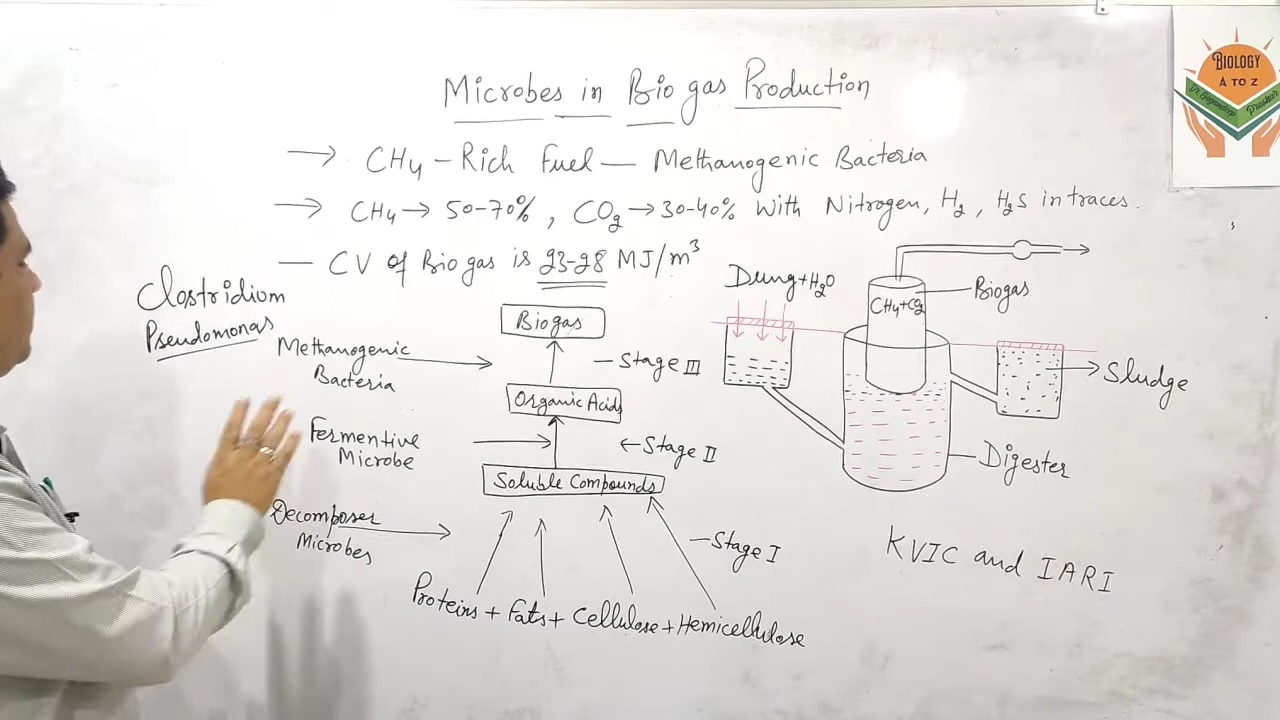 Microbes in Bio gas Production
→ CH4 - Rich Fuel — Methanogenic Bacteria
→ CH4 → 50-70%, CO2 → 30-40% With Nitrogen, H2, H2S in traces.
— CV of Bio gas is 23-28 MJ/m³
Clostridium
Pseudomonas
Methanogenic
Bacteria
Fermentive
Microbe
Decomposer
Microbes
Biogas
— Stage III
Organic Acids
← Stage II
Soluble Compounds
— Stage I
Proteins + Fats + Cellulose + Hemicellulose
Dung + H2O
CH4+CO2
Biogas
Sludge
Digester
KVIC and IARI
BIOLOGY
A TO Z
Dr Gagandeep
Prashar